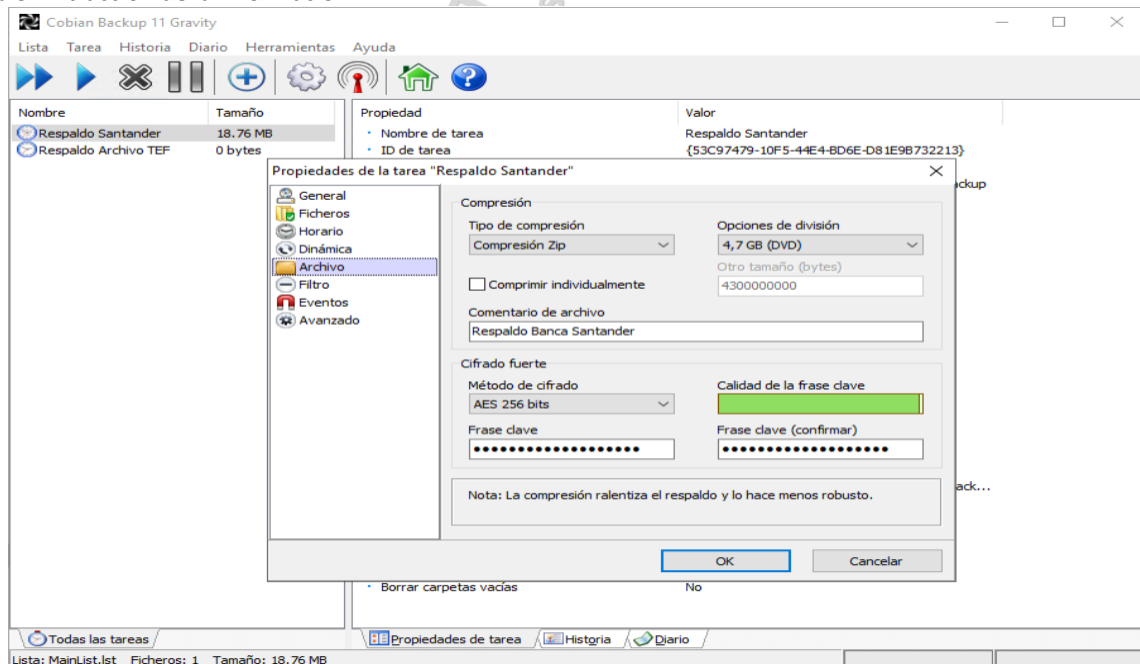 Cobian Backup 11 Gravity
Lista Tarea Historia Diario Herramientas Ayuda
Nombre Tamaño Propiedad Valor
Respaldo Santander 18.76 MB Nombre de tarea Respaldo Santander
Respaldo Archivo TEF 0 bytes ID de tarea {53C97479-10F5-44E4-BD6E-D81E9B732213}
Propiedades de la tarea "Respaldo Santander"
General
Ficheros
Horario
Dinámica
Archivo
Filtro
Eventos
Avanzado
Compresión
Tipo de compresión Opciones de división
Compresión Zip 4,7 GB (DVD)
Otro tamaño (bytes)
Comprimir individualmente 4300000000
Comentario de archivo
Respaldo Banca Santander
Cifrado fuerte
Método de cifrado Calidad de la frase clave
AES 256 bits
Frase clave Frase clave (confirmar)
Nota: La compresión ralentiza el respaldo y lo hace menos robusto.
ack...
OK Cancelar
Borrar carpetas vacías No
Todas las tareas Propiedades de tarea Historia Diario
Lista: MainList.lst Ficheros: 1 Tamaño: 18.76 MB